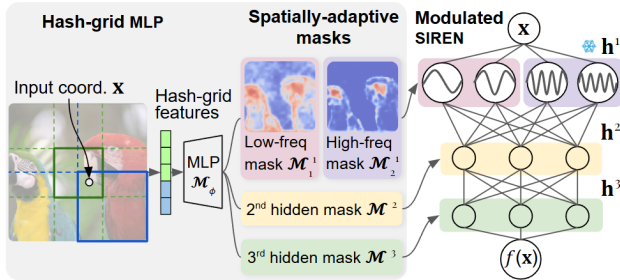 Hash-grid MLP
Spatially-adaptive
masks
Modulated
SIREN
Input coord. x
Hash-grid
features
MLP
ℳ_ϕ
Low-freq
mask ℳ₁¹
High-freq
mask ℳ₂¹
2nd hidden mask ℳ²
3rd hidden mask ℳ³
x
h¹
h²
h³
f(x)